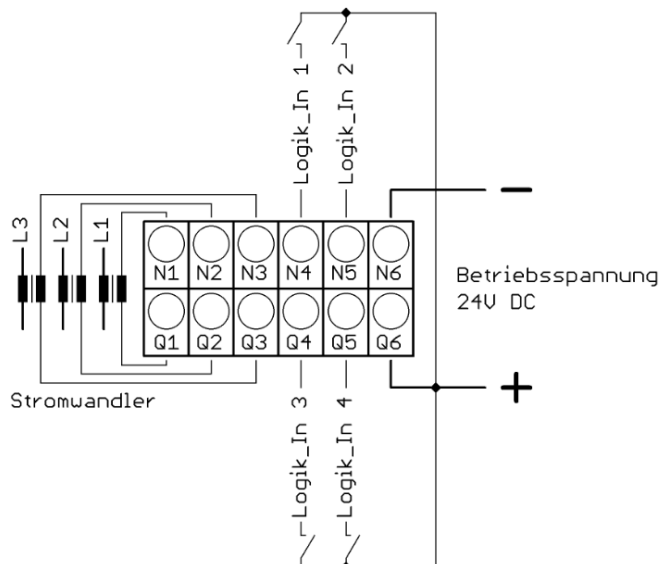 Logik_In 1
Logik_In 2
L3
L2
L1
N1 N2 N3 N4 N5 N6
Q1 Q2 Q3 Q4 Q5 Q6
−
Betriebsspannung
24V DC
+
Stromwandler
Logik_In 3
Logik_In 4